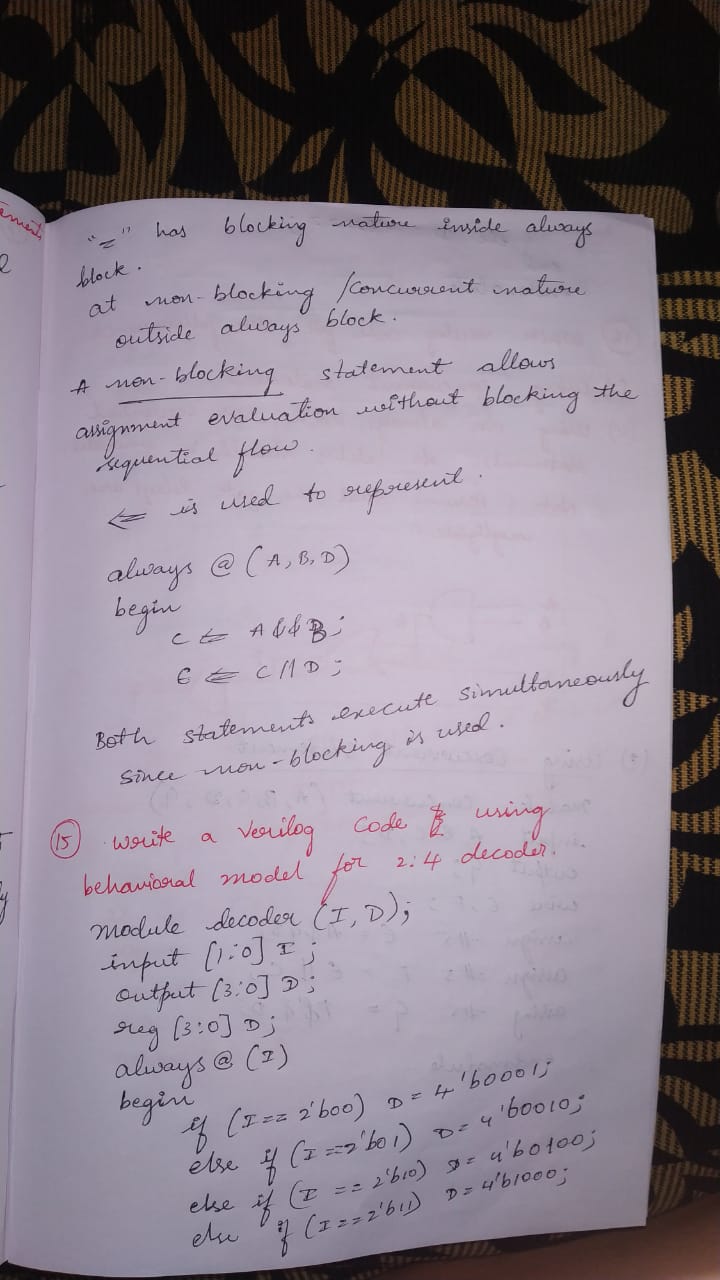 "=" has blocking nature inside always
block.
at non-blocking /concurrent nature
outside always block.
A non-blocking statement allows
assignment evaluation without blocking the
sequential flow.
<= is used to represent.
always @ (A, B, D)
begin
C <= A && B;
E <= C || D;
Both statements execute simultaneously
since non-blocking is used.
15 Write a Verilog code using
behavioral model for 2:4 decoder.
module decoder (I, D);
input [1:0] I;
output [3:0] D;
reg [3:0] D;
always @ (I)
begin
if (I == 2'b00) D = 4'b0001;
else if (I == 2'b01) D = 4'b0010;
else if (I == 2'b10) D = 4'b0100;
else if (I == 2'b11) D = 4'b1000;